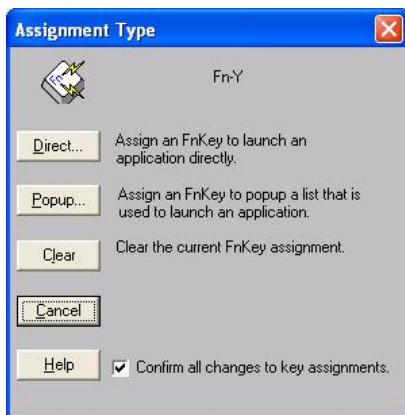 Assignment Type
Fn
Fn-Y
Direct...
Assign an FnKey to launch an
application directly.
Popup...
Assign an FnKey to popup a list that is
used to launch an application.
Clear
Clear the current FnKey assignment.
Cancel
Help
Confirm all changes to key assignments.